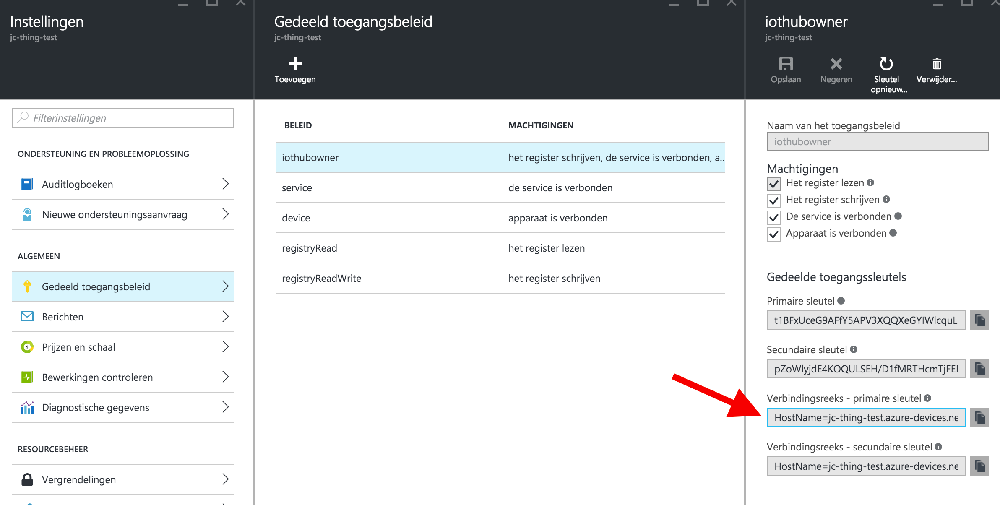 Instellingen
jc-thing-test
Filterinstellingen
ONDERSTEUNING EN PROBLEEMOPLOSSING
Auditlogboeken
Nieuwe ondersteuningsaanvraag
ALGEMEEN
Gedeeld toegangsbeleid
Berichten
Prijzen en schaal
Bewerkingen controleren
Diagnostische gegevens
RESOURCEBEHEER
Vergrendelingen
Gedeeld toegangsbeleid
jc-thing-test
Toevoegen
BELEID MACHTIGINGEN
iothubowner het register schrijven, de service is verbonden, a..
service de service is verbonden
device apparaat is verbonden
registryRead het register lezen
registryReadWrite het register schrijven
iothubowner
jc-thing-test
Opslaan Negeren Sleutel opnieuw... Verwijder...
Naam van het toegangsbeleid
iothubowner
Machtigingen
Het register lezen
Het register schrijven
De service is verbonden
Apparaat is verbonden
Gedeelde toegangssleutels
Primaire sleutel
t1BFxUceG9AFfY5APV3XQQXeGYIWlcquL
Secundaire sleutel
pZoWlyjdE4KOQULSEH/D1fMRTHcmTjFE
Verbindingsreeks - primaire sleutel
HostName=jc-thing-test.azure-devices.ne
Verbindingsreeks - secundaire sleutel
HostName=jc-thing-test.azure-devices.ne